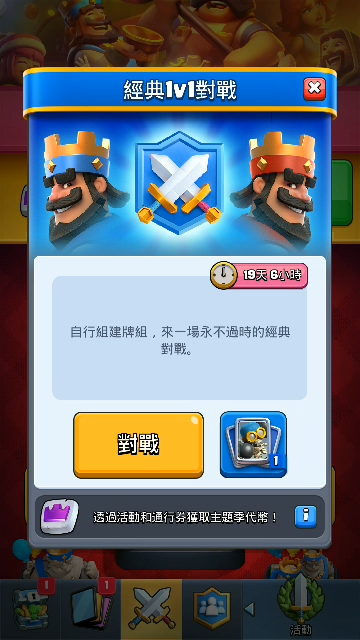 經典1v1對戰
19天 6小時
自行組建牌組，來一場永不過時的經典
對戰。
對戰
1
透過活動和通行券獲取主題季代幣！
i
1
1
活動